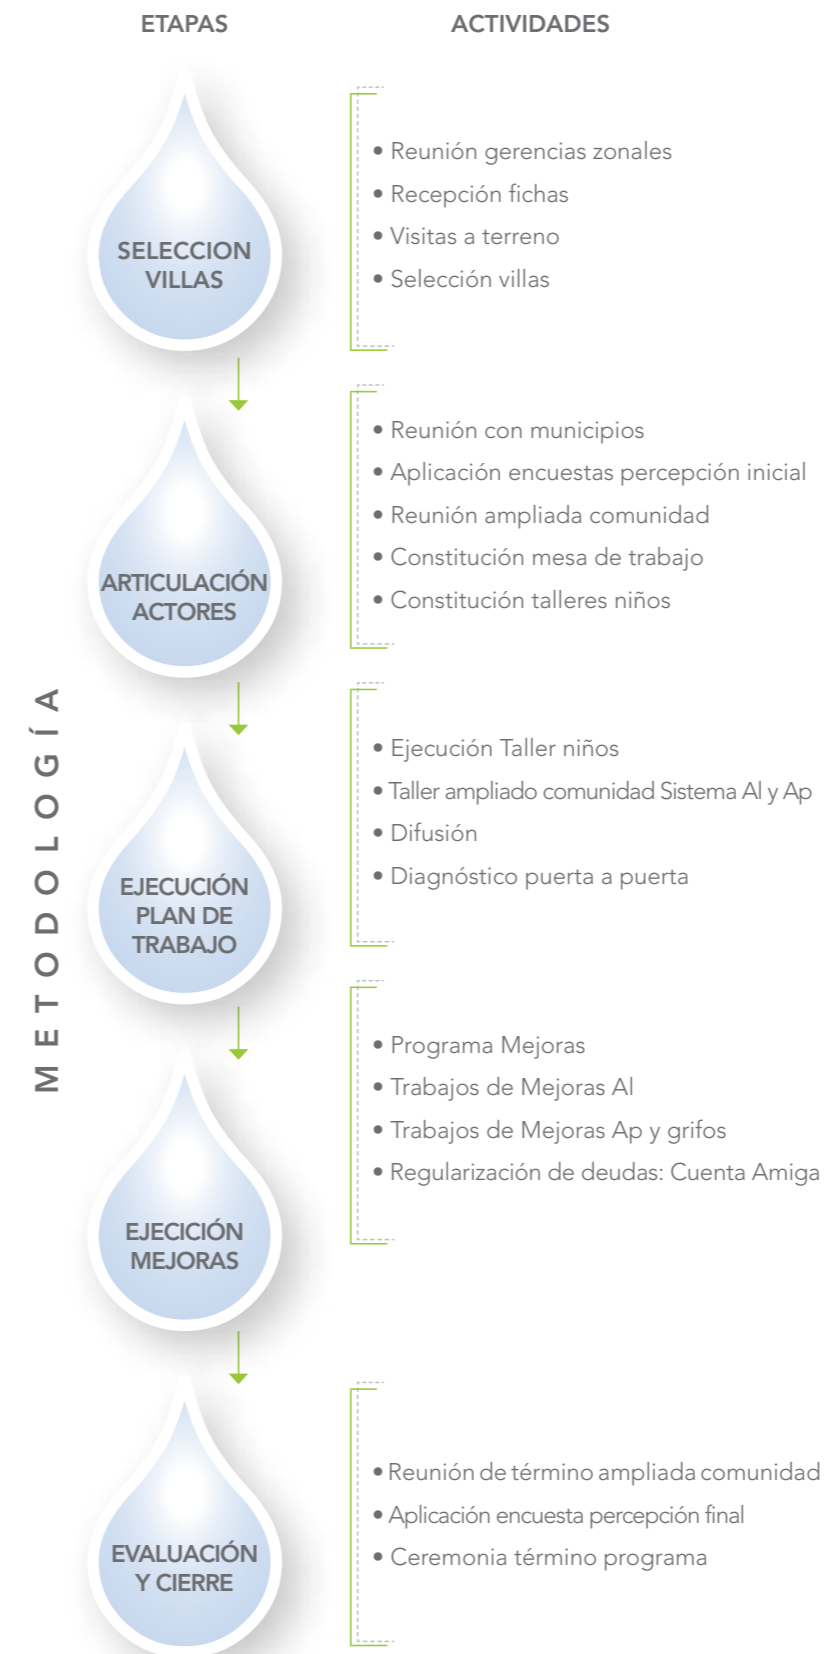 ETAPAS
ACTIVIDADES
METODOLOGÍA
SELECCION
VILLAS
• Reunión gerencias zonales
• Recepción fichas
• Visitas a terreno
• Selección villas
ARTICULACIÓN
ACTORES
• Reunión con municipios
• Aplicación encuestas percepción inicial
• Reunión ampliada comunidad
• Constitución mesa de trabajo
• Constitución talleres niños
EJECUCIÓN
PLAN DE
TRABAJO
• Ejecución Taller niños
• Taller ampliado comunidad Sistema Al y Ap
• Difusión
• Diagnóstico puerta a puerta
EJECICIÓN
MEJORAS
• Programa Mejoras
• Trabajos de Mejoras Al
• Trabajos de Mejoras Ap y grifos
• Regularización de deudas: Cuenta Amiga
EVALUACIÓN
Y CIERRE
• Reunión de término ampliada comunidad
• Aplicación encuesta percepción final
• Ceremonia término programa